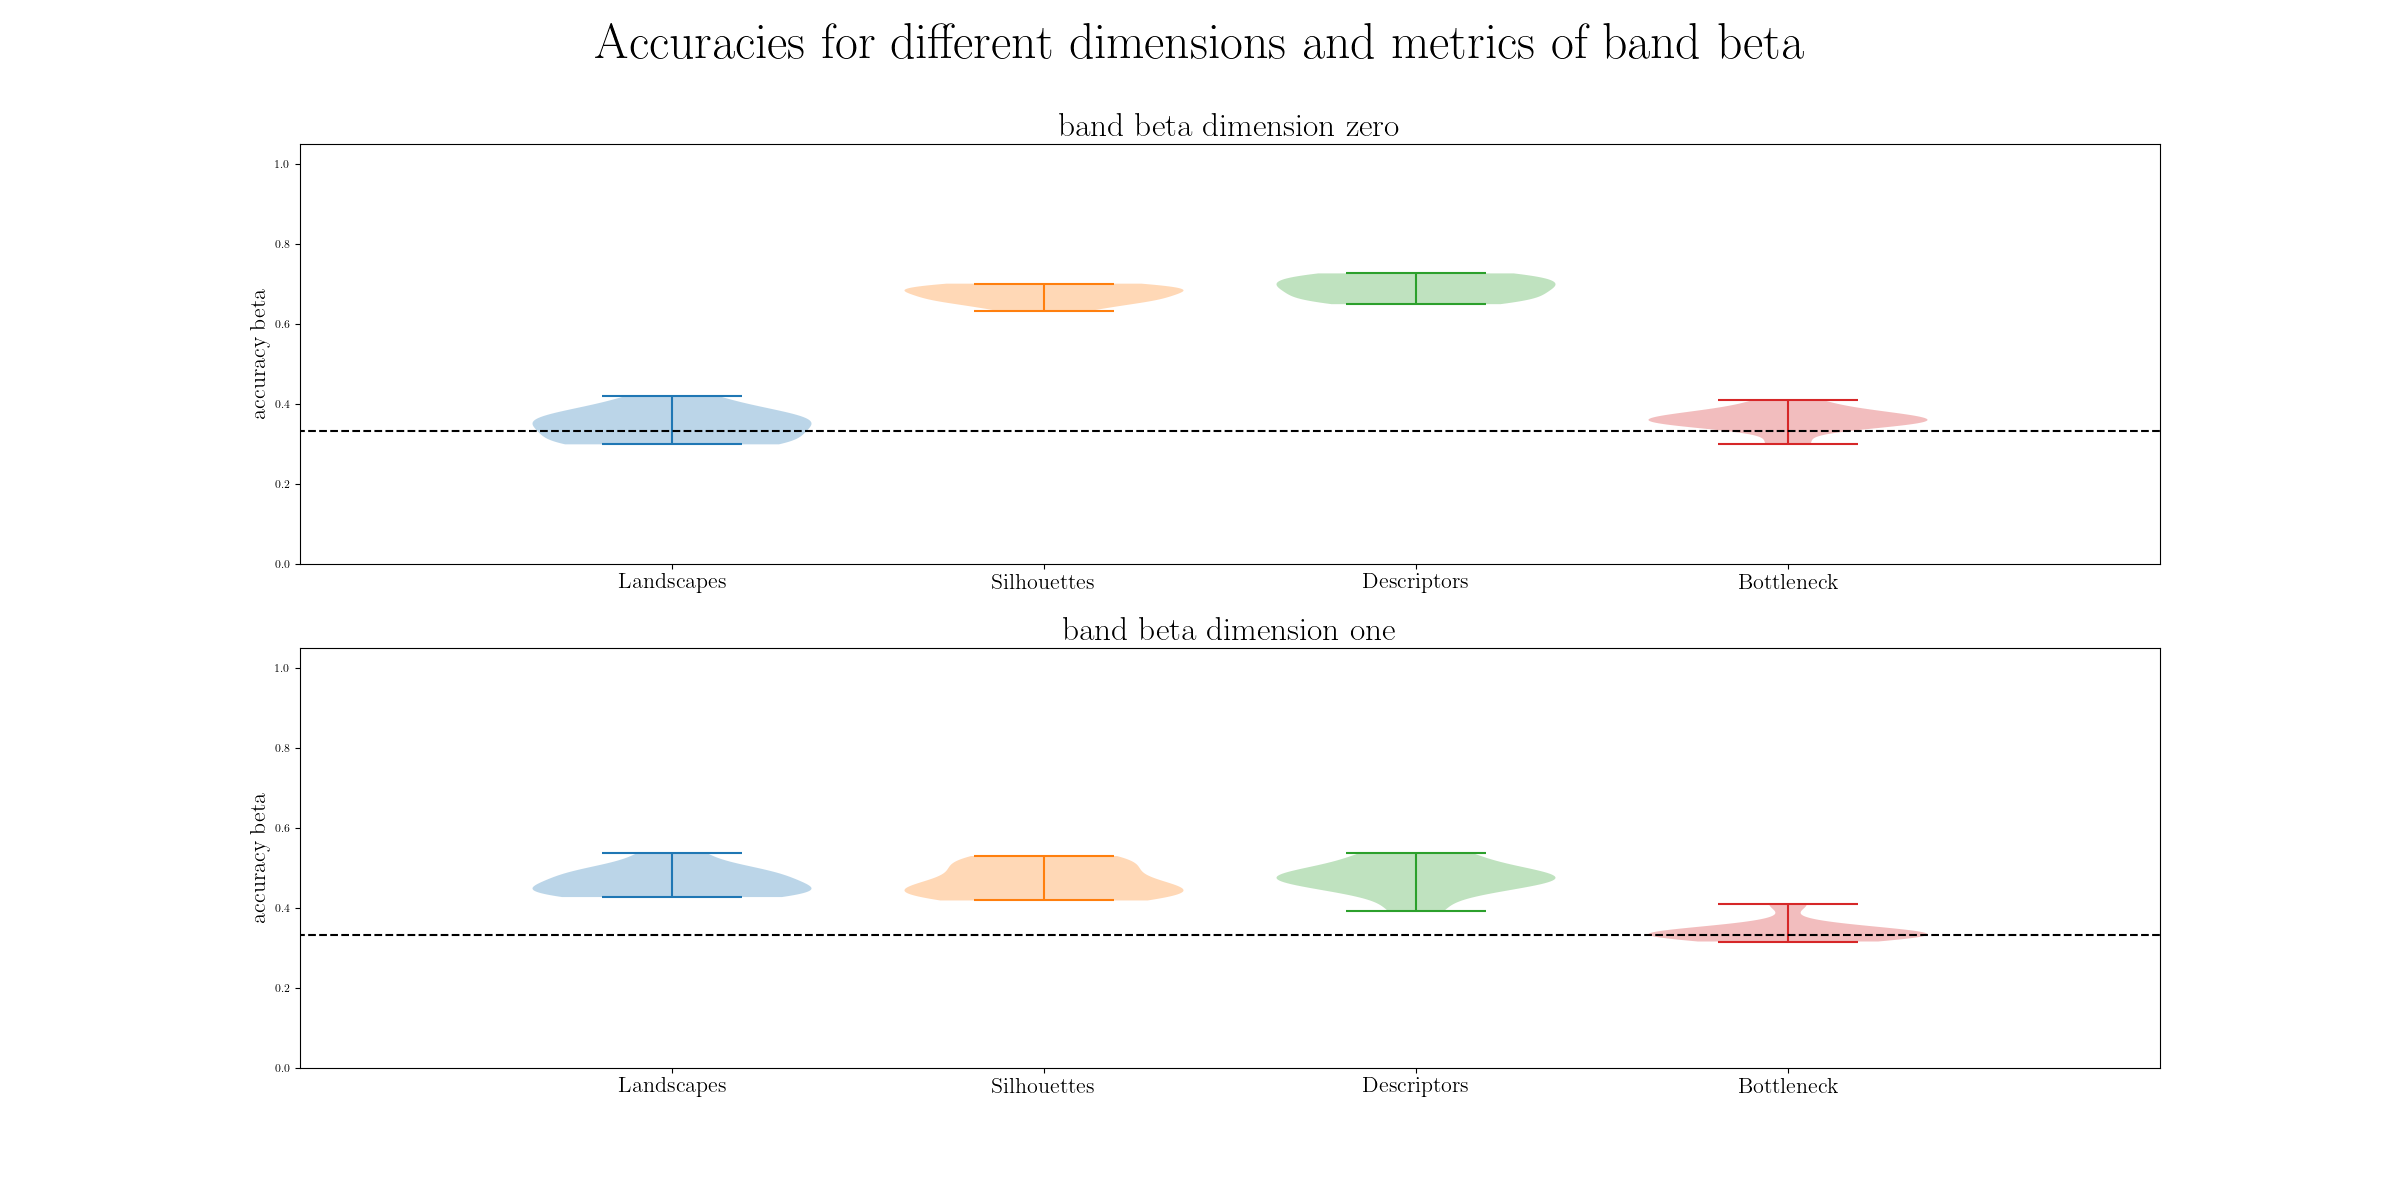 Accuracies for different dimensions and metrics of band beta
band beta dimension zero
1.0
0.8
0.6
0.4
0.2
0.0
accuracy beta
Landscapes Silhouettes Descriptors Bottleneck
band beta dimension one
1.0
0.8
0.6
0.4
0.2
0.0
accuracy beta
Landscapes Silhouettes Descriptors Bottleneck